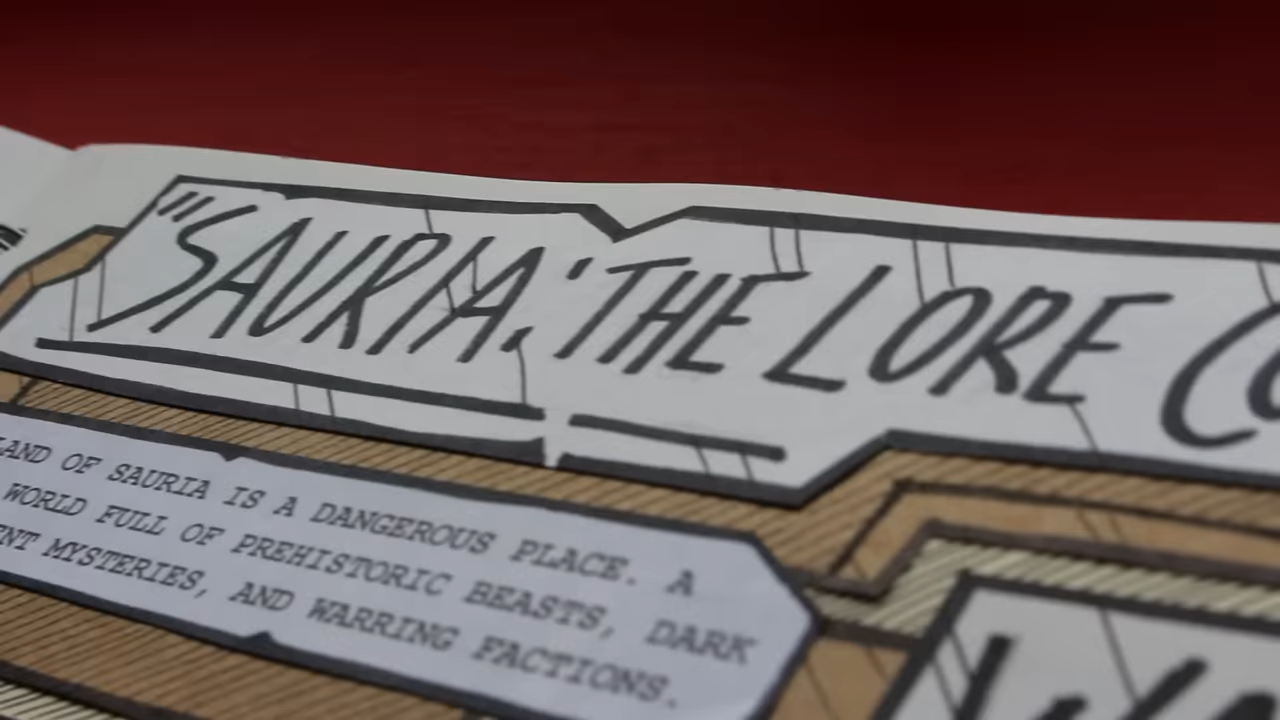 "SAURIA: THE LORE
LAND OF SAURIA IS A DANGEROUS PLACE. A
WORLD FULL OF PREHISTORIC BEASTS, DARK
MYSTERIES, AND WARRING FACTIONS.